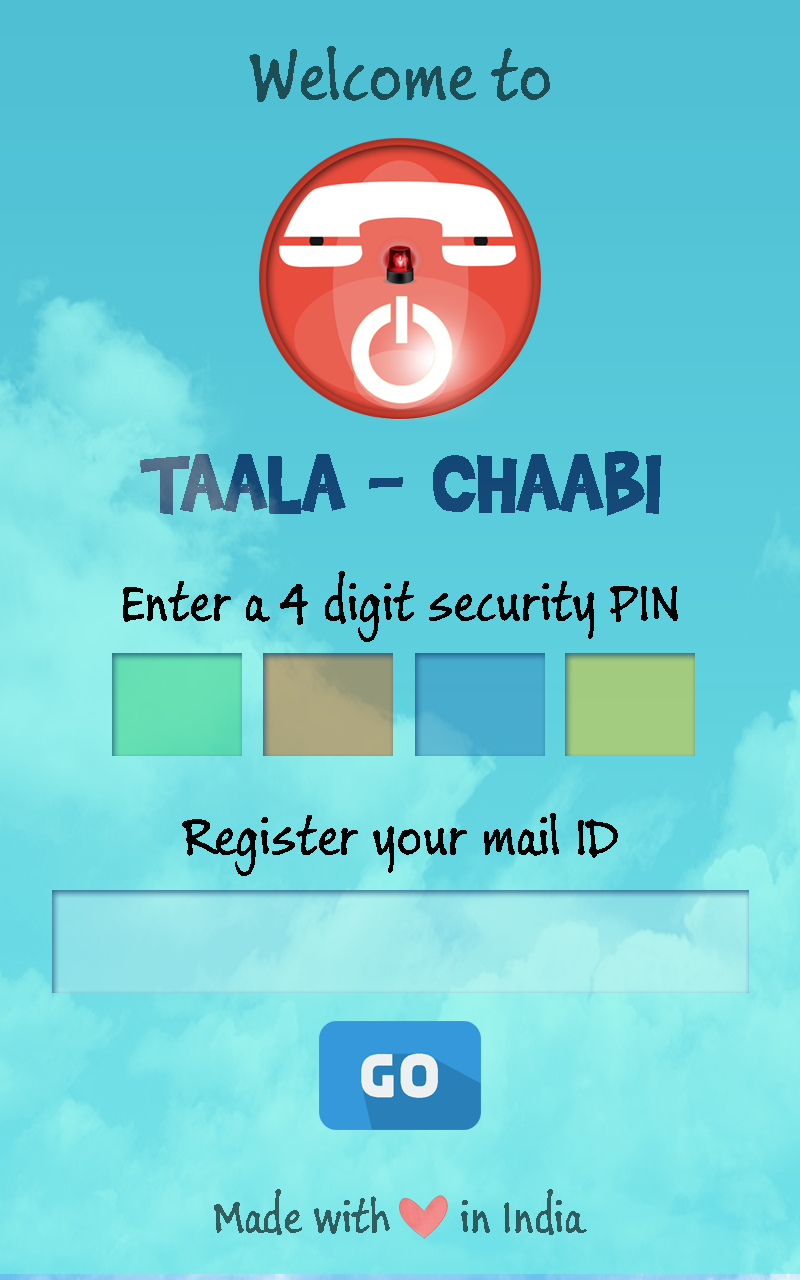 Welcome to
TAALA - CHAABI
Enter a 4 digit security PIN
Register your mail ID
GO
Made with ❤ in India